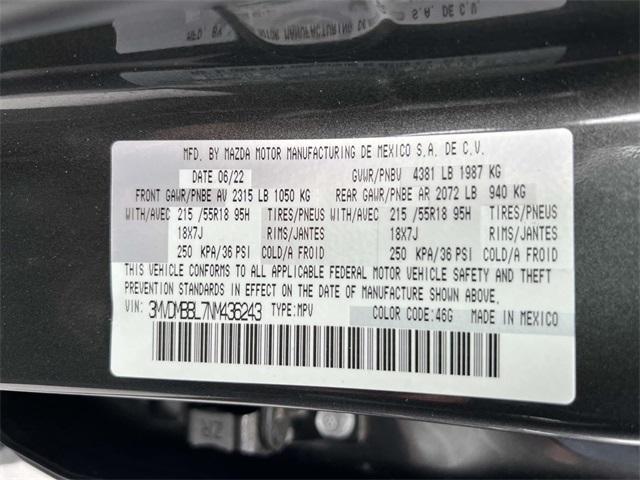 MFD. BY MAZDA MOTOR MANUFACTURING DE MEXICO S.A. DE C.V.
DATE 06/22 GVWR/PNBV 4381 LB 1987 KG
FRONT GAWR/PNBE AV 2315 LB 1050 KG REAR GAWR/PNBE AR 2072 LB 940 KG
WITH/AVEC 215 /55R18 95H TIRES/PNEUS WITH/AVEC 215 /55R18 95H TIRES/PNEUS
18X7J RIMS/JANTES 18X7J RIMS/JANTES
250 KPA/36 PSI COLD/A FROID 250 KPA/36 PSI COLD/A FROID
THIS VEHICLE CONFORMS TO ALL APPLICABLE FEDERAL MOTOR VEHICLE SAFETY AND THEFT
PREVENTION STANDARDS IN EFFECT ON THE DATE OF MANUFACTURE SHOWN ABOVE.
VIN: 3MVDMBBL7NM436243 TYPE:MPV COLOR CODE:46G MADE IN MEXICO